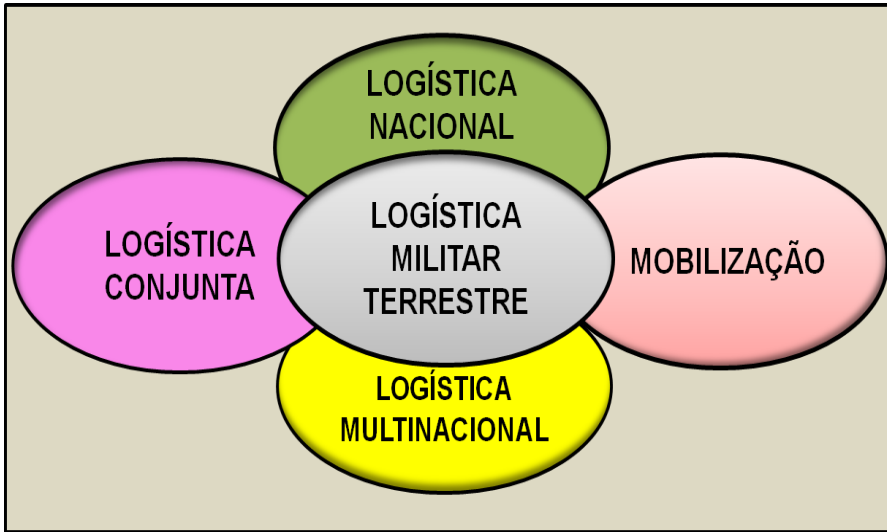 LOGÍSTICA
NACIONAL
LOGÍSTICA
CONJUNTA
LOGÍSTICA
MILITAR
TERRESTRE
MOBILIZAÇÃO
LOGÍSTICA
MULTINACIONAL